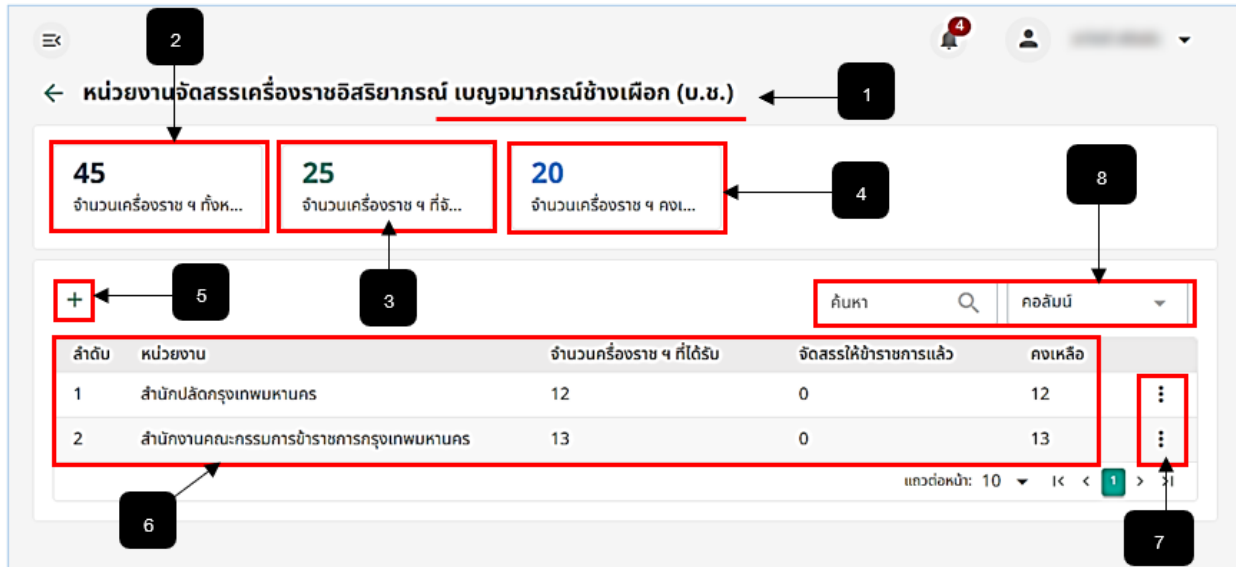 2
4
หน่วยงานจัดสรรเครื่องราชอิสริยาภรณ์ เบญจมาภรณ์ช้างเผือก (บ.ช.)
1
45
จำนวนเครื่องราช ฯ ทั้งห...
25
จำนวนเครื่องราช ฯ ที่จั...
20
จำนวนเครื่องราช ฯ คงเ...
4
8
5
3
ค้นหา
คอลัมน์
ลำดับ หน่วยงาน จำนวนครื่องราช ฯ ที่ได้รับ จัดสรรให้ข้าราชการแล้ว คงเหลือ
1 สำนักปลัดกรุงเทพมหานคร 12 0 12
2 สำนักงานคณะกรรมการข้าราชการกรุงเทพมหานคร 13 0 13
แถวต่อหน้า: 10 1
6
7